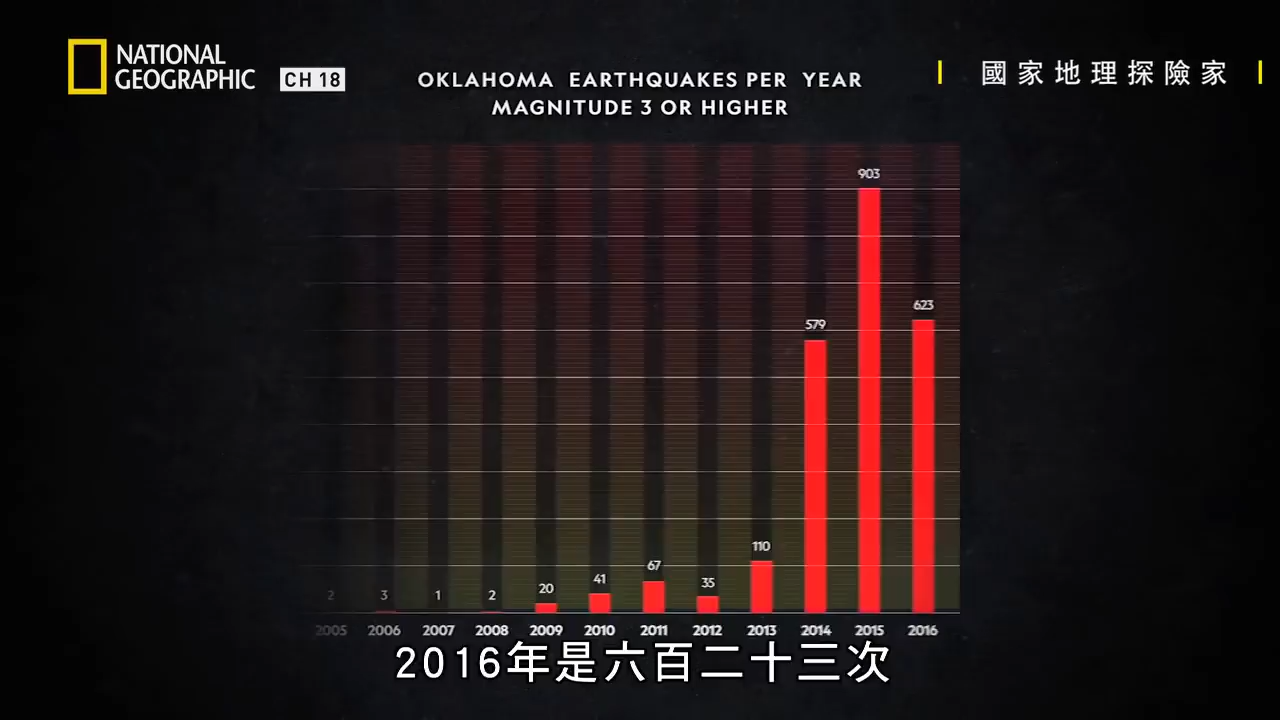 NATIONAL
GEOGRAPHIC
CH 18
國家地理探險家
OKLAHOMA EARTHQUAKES PER YEAR
MAGNITUDE 3 OR HIGHER
903
623
579
110
67
41
35
20
2 3 1 2
2005 2006 2007 2008 2009 2010 2011 2012 2013 2014 2015 2016
2016年是六百二十三次